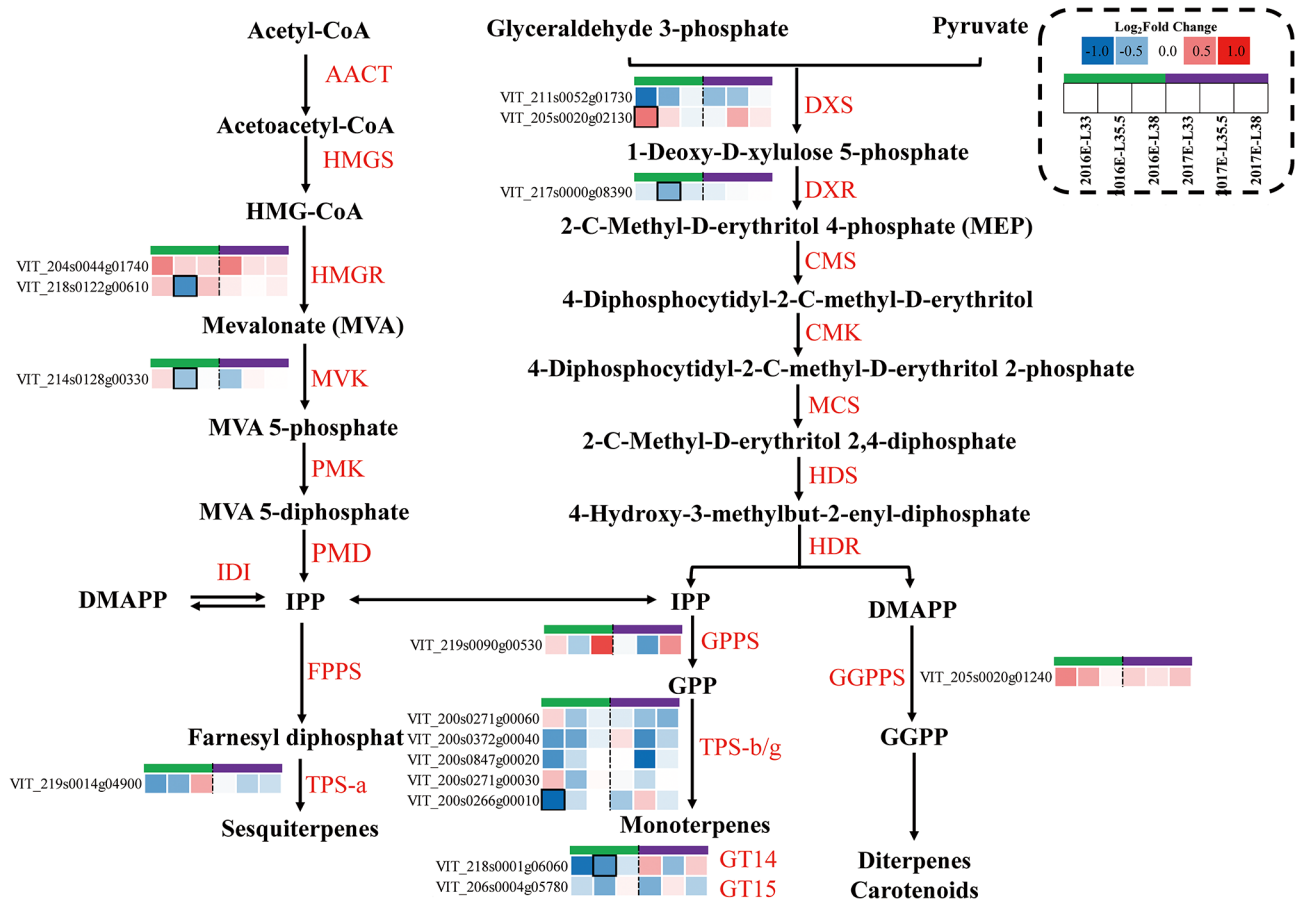 Acetyl-CoA
AACT
Acetoacetyl-CoA
HMGS
HMG-CoA
VIT_204s0044g01740
VIT_218s0122g00610
HMGR
Mevalonate (MVA)
VIT_214s0128g00330
MVK
MVA 5-phosphate
PMK
MVA 5-diphosphate
PMD
IDI
DMAPP
IPP
FPPS
Farnesyl diphosphat
VIT_219s0014g04900
TPS-a
Sesquiterpenes
Glyceraldehyde 3-phosphate
Pyruvate
VIT_211s0052g01730
VIT_205s0020g02130
DXS
1-Deoxy-D-xylulose 5-phosphate
VIT_217s0000g08390
DXR
2-C-Methyl-D-erythritol 4-phosphate (MEP)
CMS
4-Diphosphocytidyl-2-C-methyl-D-erythritol
CMK
4-Diphosphocytidyl-2-C-methyl-D-erythritol 2-phosphate
MCS
2-C-Methyl-D-erythritol 2,4-diphosphate
HDS
4-Hydroxy-3-methylbut-2-enyl-diphosphate
HDR
IPP
VIT_219s0090g00530
GPPS
GPP
VIT_200s0271g00060
VIT_200s0372g00040
VIT_200s0847g00020
VIT_200s0271g00030
VIT_200s0266g00010
TPS-b/g
Monoterpenes
VIT_218s0001g06060
GT14
VIT_206s0004g05780
GT15
DMAPP
GGPPS
VIT_205s0020g01240
GGPP
Diterpenes
Carotenoids
Log2Fold Change
-1.0 -0.5 0.0 0.5 1.0
2016E-L33
2016E-L35.5
2016E-L38
2017E-L33
2017E-L35.5
2017E-L38